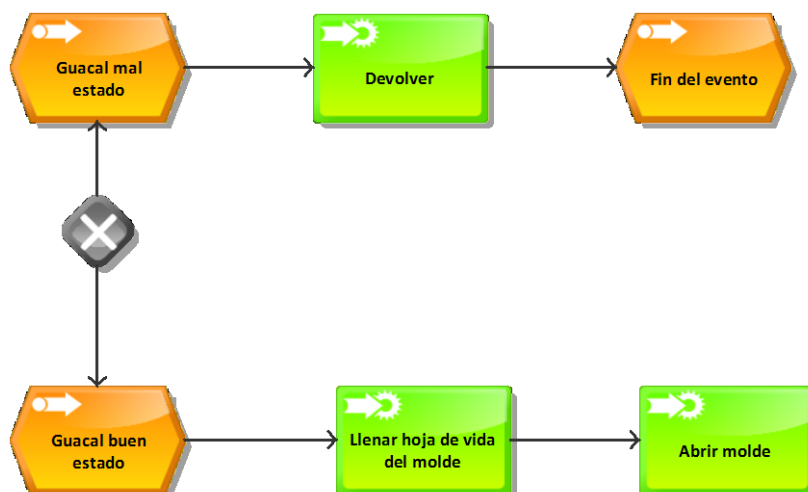 Guacal mal
estado
Devolver
Fin del evento
Guacal buen
estado
Llenar hoja de vida
del molde
Abrir molde